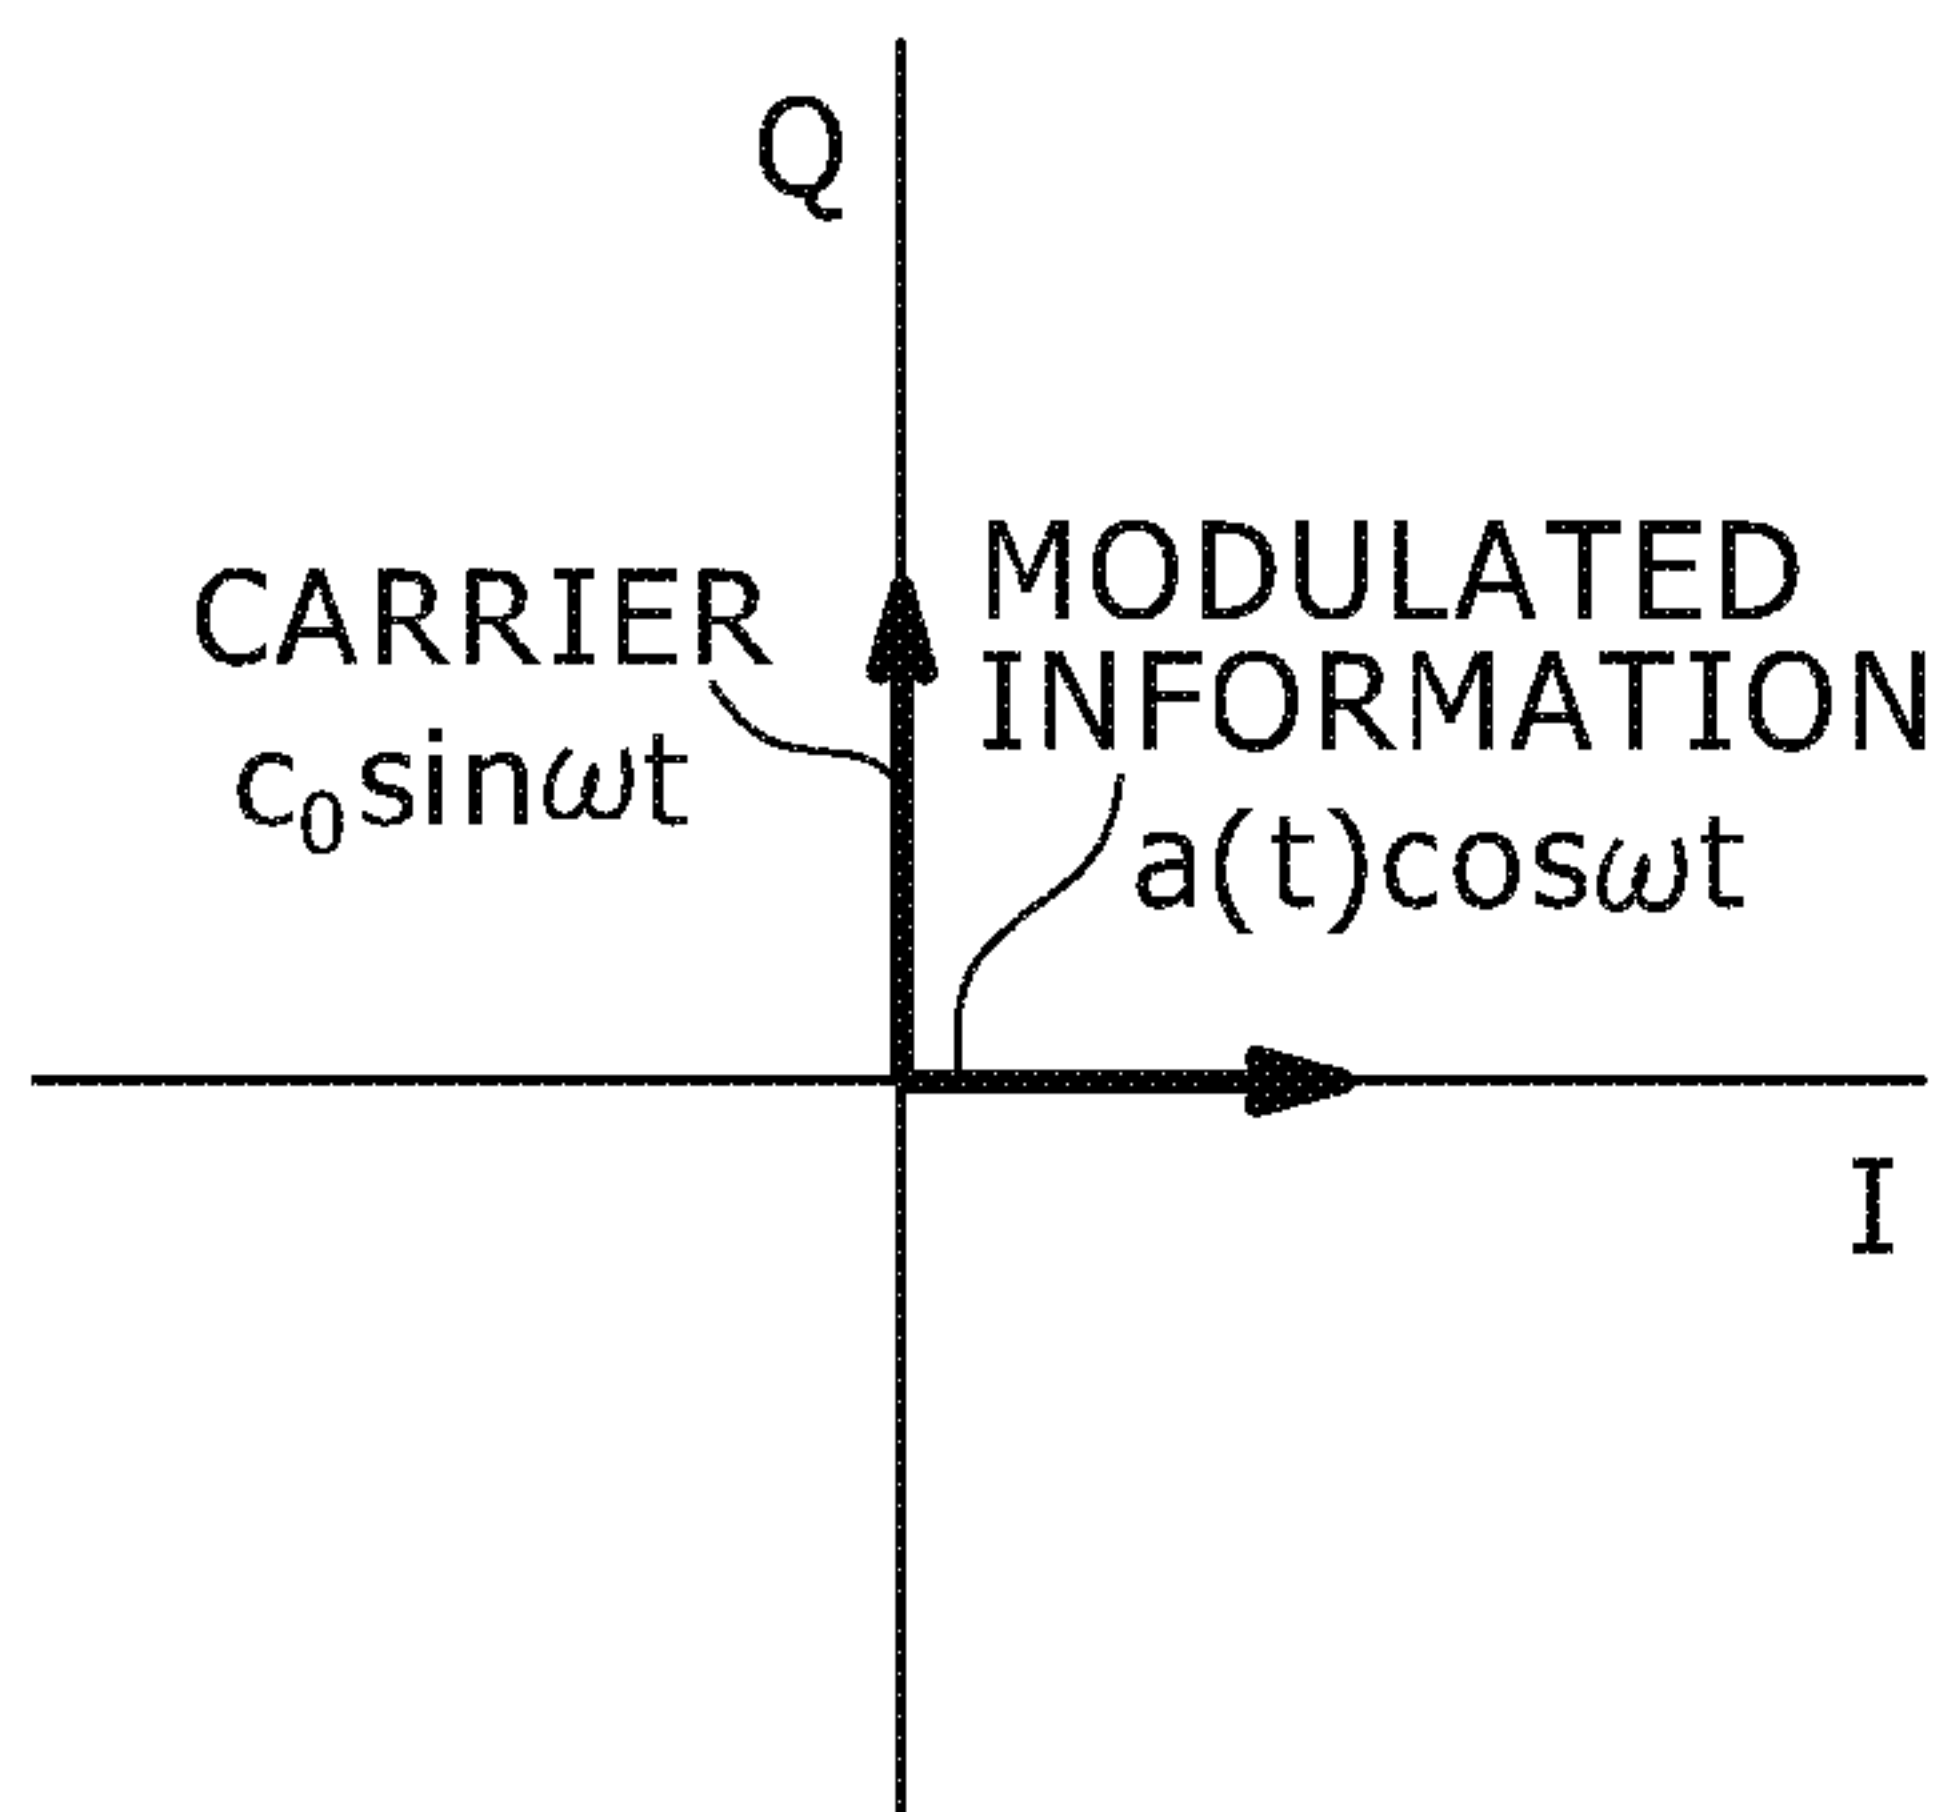 Q
CARRIER
c₀sinωt
MODULATED
INFORMATION
a(t)cosωt
I